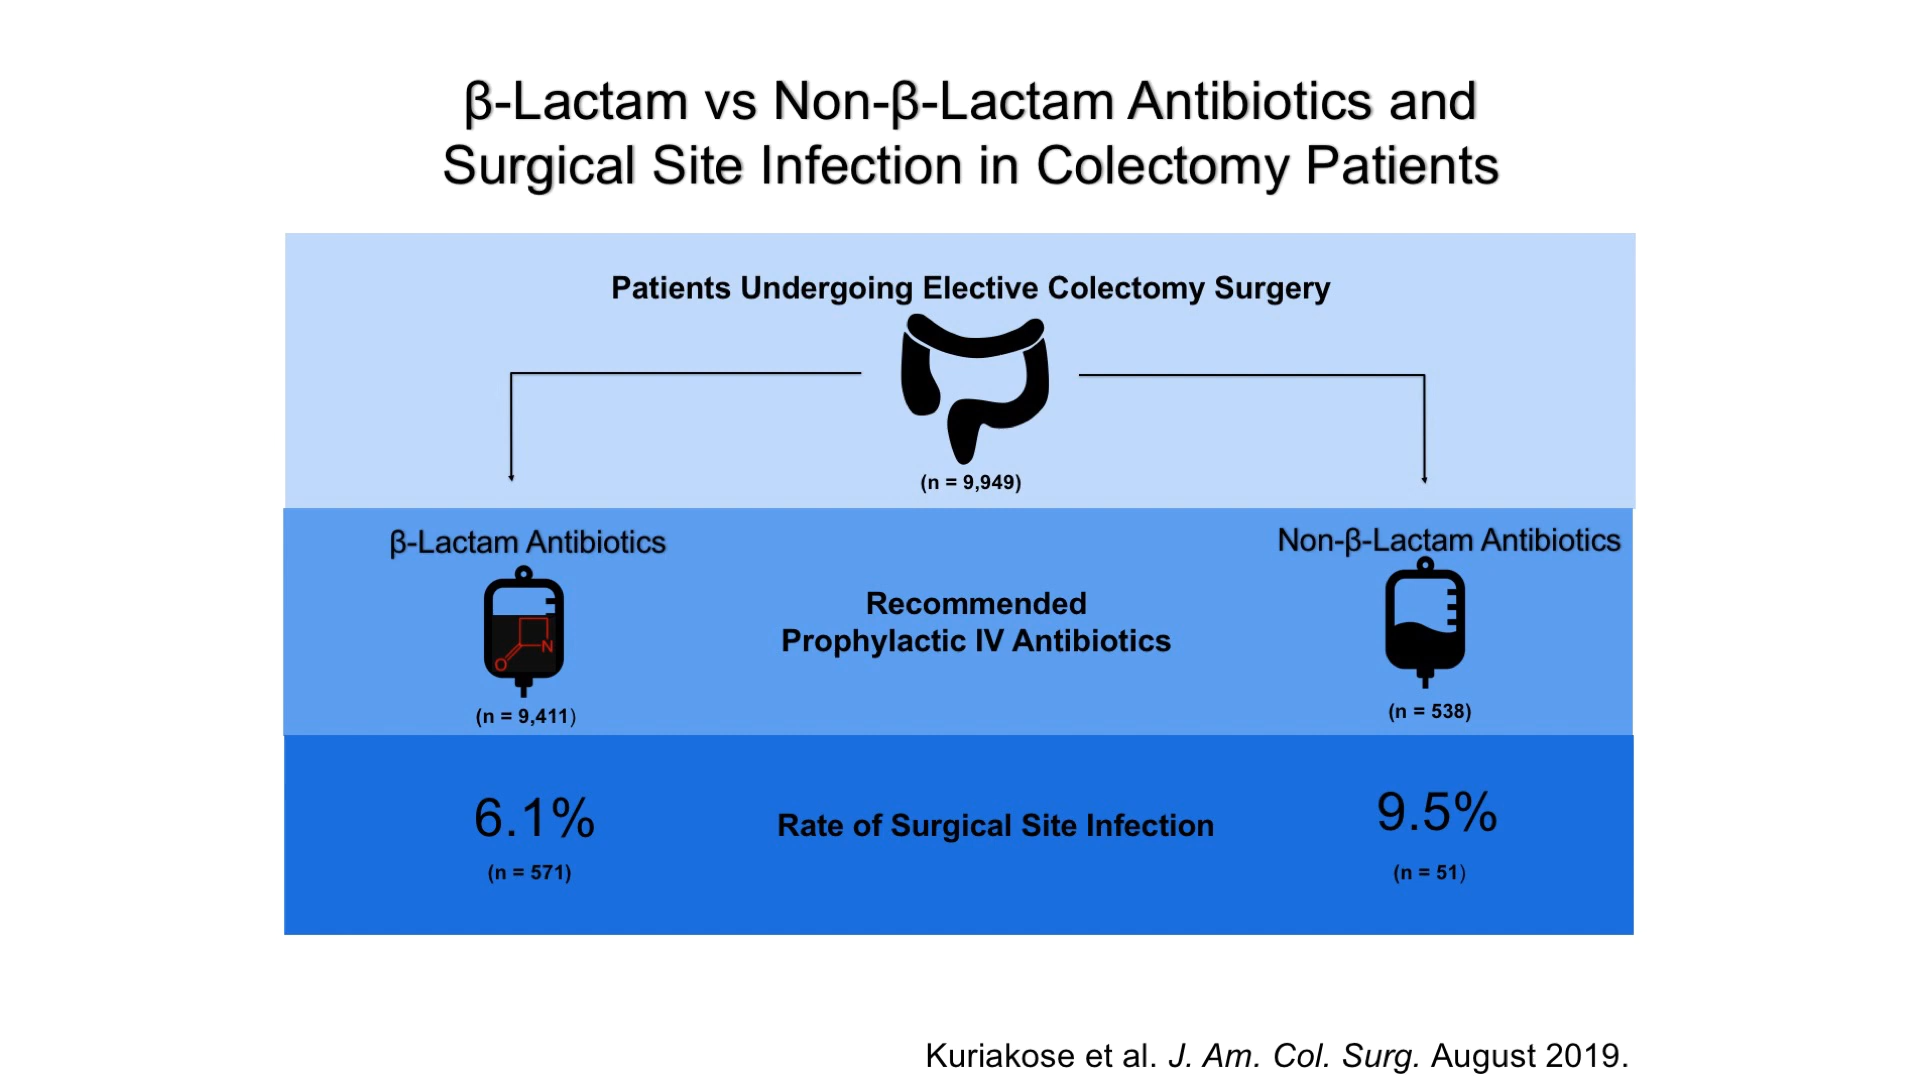 β-Lactam vs Non-β-Lactam Antibiotics and
Surgical Site Infection in Colectomy Patients
Patients Undergoing Elective Colectomy Surgery
(n = 9,949)
β-Lactam Antibiotics
Non-β-Lactam Antibiotics
Recommended
Prophylactic IV Antibiotics
N
O
(n = 9,411)
(n = 538)
6.1%
Rate of Surgical Site Infection
9.5%
(n = 571)
(n = 51)
Kuriakose et al. J. Am. Col. Surg. August 2019.